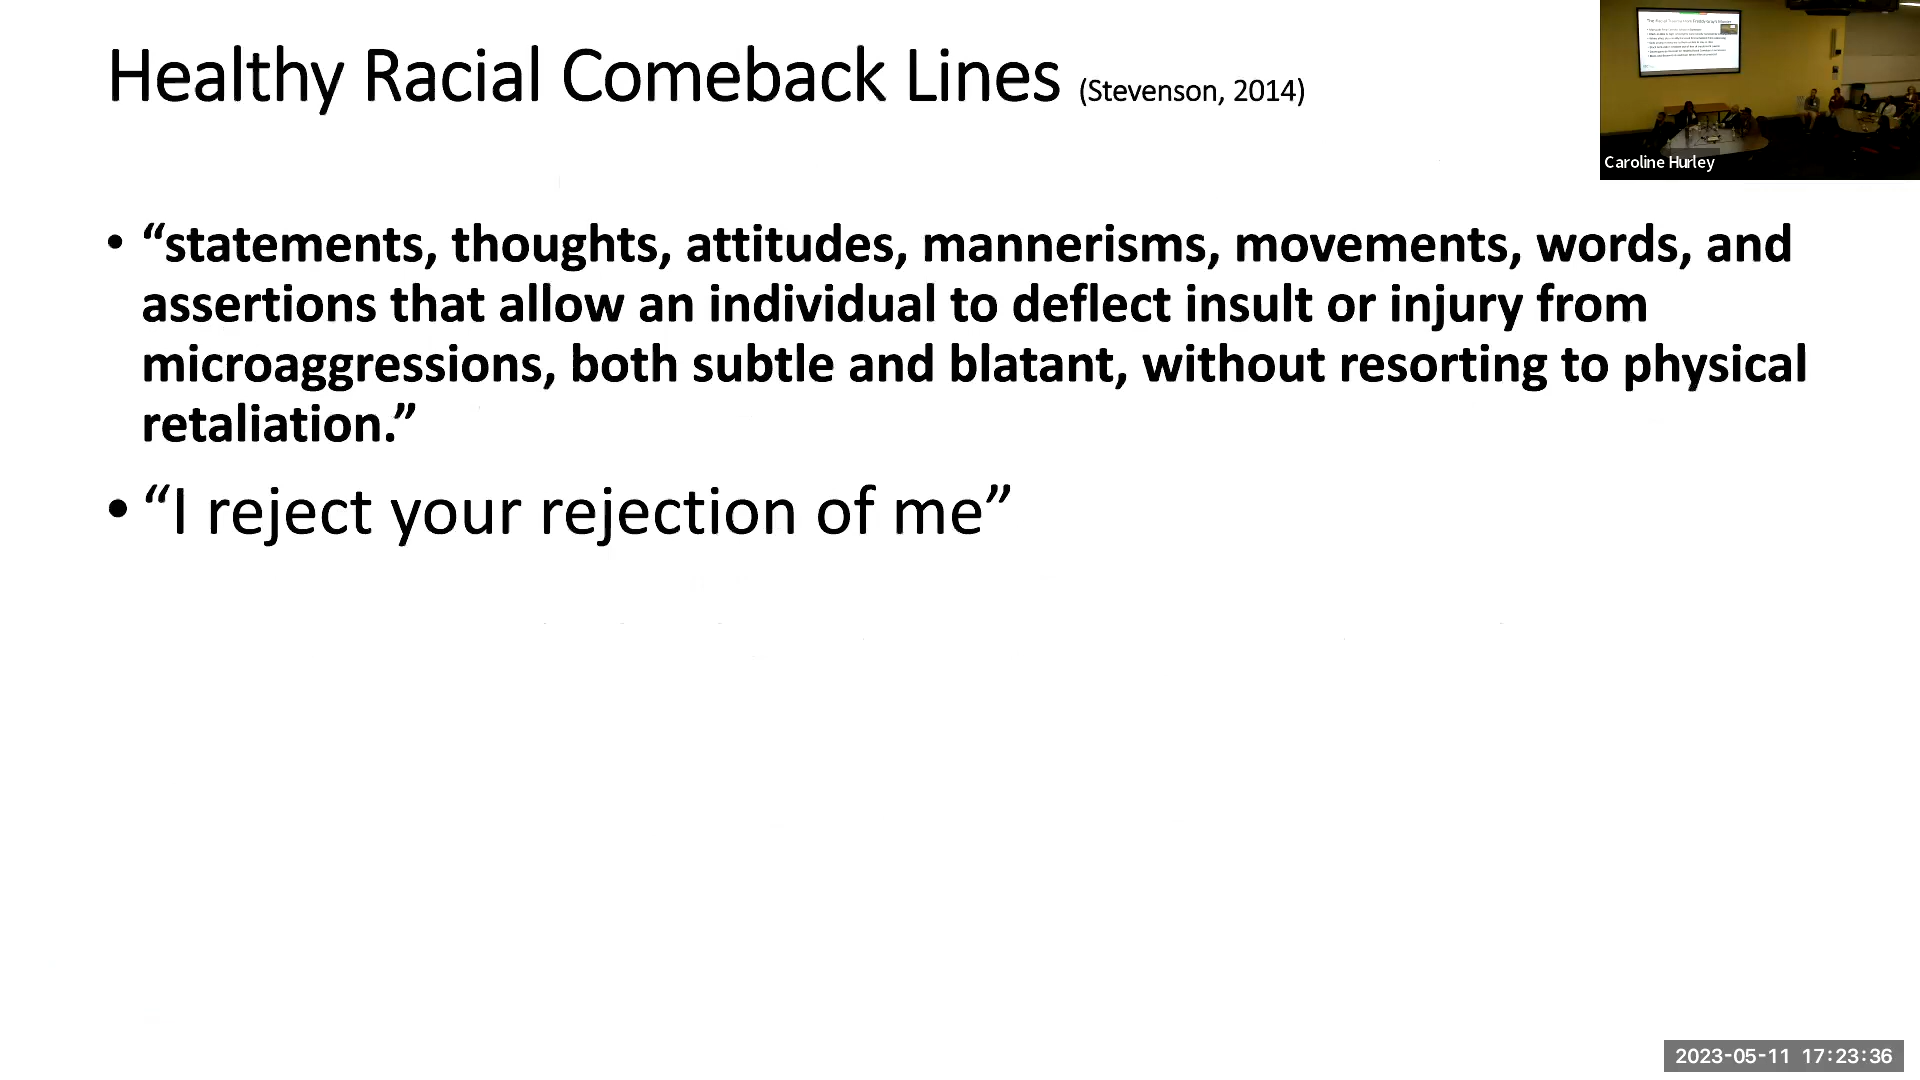 Healthy Racial Comeback Lines (Stevenson, 2014)
Caroline Hurley
• “statements, thoughts, attitudes, mannerisms, movements, words, and
assertions that allow an individual to deflect insult or injury from
microaggressions, both subtle and blatant, without resorting to physical
retaliation.”
• “I reject your rejection of me”
2023-05-11 17:23:36